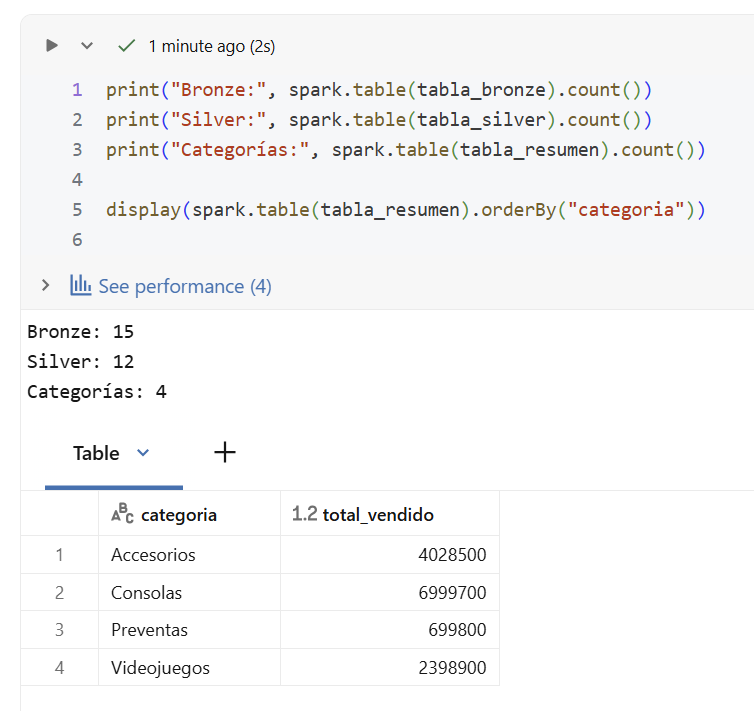 1 minute ago (2s)
1 print("Bronze:", spark.table(tabla_bronze).count())
2 print("Silver:", spark.table(tabla_silver).count())
3 print("Categorías:", spark.table(tabla_resumen).count())
4
5 display(spark.table(tabla_resumen).orderBy("categoria"))
6
See performance (4)
Bronze: 15
Silver: 12
Categorías: 4
Table +
ABC categoria 1.2 total_vendido
1 Accesorios 4028500
2 Consolas 6999700
3 Preventas 699800
4 Videojuegos 2398900